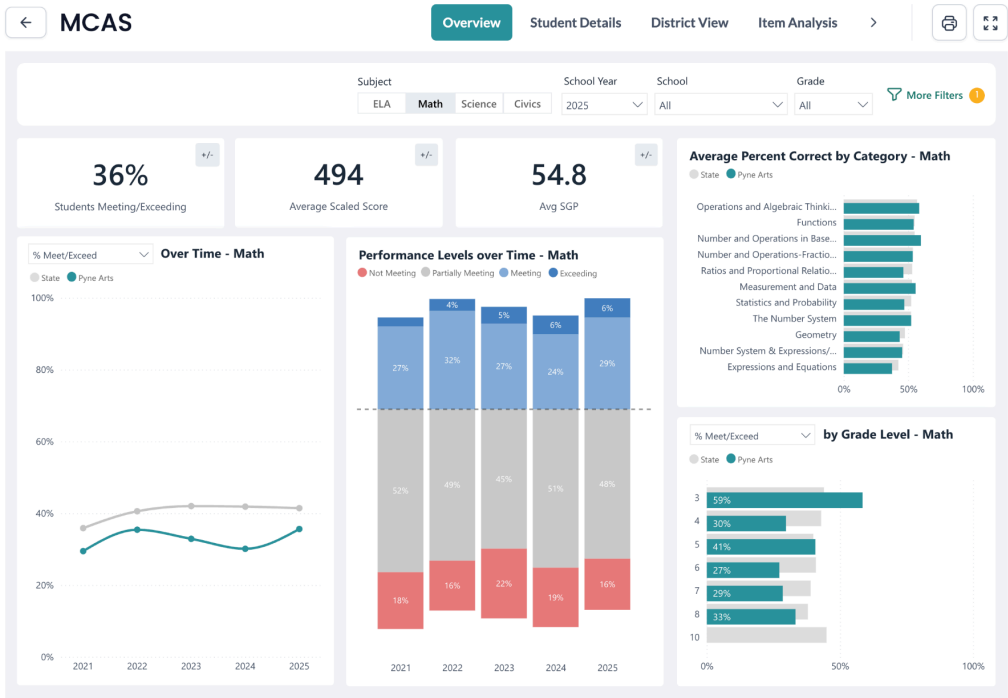 MCAS
Overview
Student Details
District View
Item Analysis
Subject
ELA
Math
Science
Civics
School Year
2025
School
All
Grade
All
More Filters
1
36%
+/-
Students Meeting/Exceeding
494
+/-
Average Scaled Score
54.8
+/-
Avg SGP
Average Percent Correct by Category - Math
State
Pyne Arts
Operations and Algebraic Thinki...
Functions
Number and Operations in Base...
Number and Operations-Fractio...
Ratios and Proportional Relatio...
Measurement and Data
Statistics and Probability
The Number System
Geometry
Number System & Expressions/...
Expressions and Equations
0%
50%
100%
% Meet/Exceed
Over Time - Math
State
Pyne Arts
100%
80%
60%
40%
20%
0%
2021
2022
2023
2024
2025
Performance Levels over Time - Math
Not Meeting
Partially Meeting
Meeting
Exceeding
4%
5%
6%
6%
27%
32%
27%
24%
29%
52%
49%
45%
51%
48%
18%
16%
22%
19%
16%
2021
2022
2023
2024
2025
% Meet/Exceed
by Grade Level - Math
State
Pyne Arts
3
59%
4
30%
5
41%
6
27%
7
29%
8
33%
10
0%
50%
100%